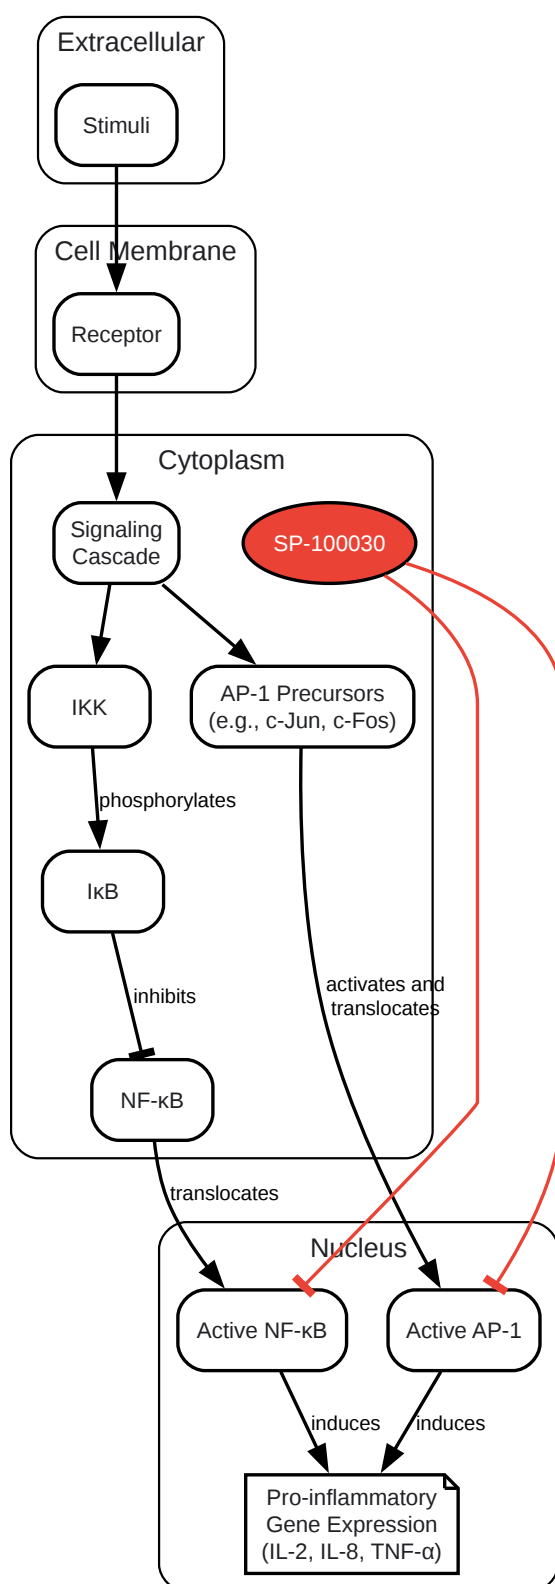 Extracellular
Stimuli
Cell Membrane
Receptor
Cytoplasm
Signaling
Cascade
SP-100030
IKK
AP-1 Precursors
(e.g., c-Jun, c-Fos)
phosphorylates
IκB
inhibits
activates and
translocates
NF-κB
translocates
Nucleus
Active NF-κB
Active AP-1
induces
induces
Pro-inflammatory
Gene Expression
(IL-2, IL-8, TNF-α)